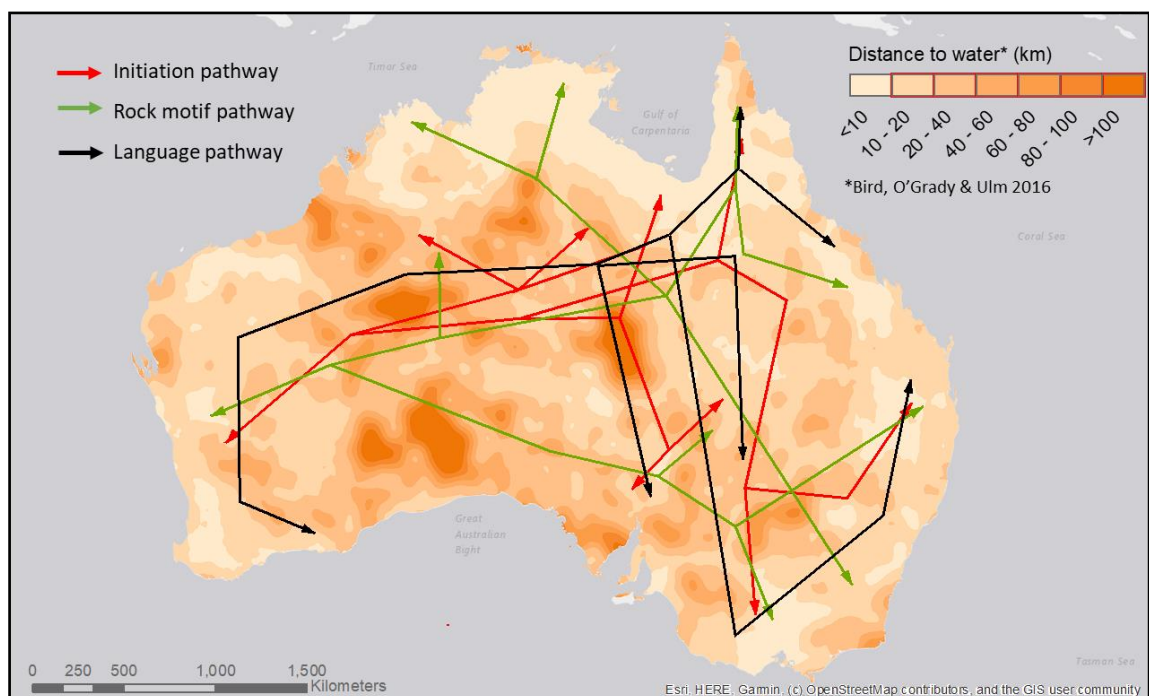 Initiation pathway
Rock motif pathway
Language pathway
Timor Sea
Gulf of
Carpentaria
Distance to water* (km)
<10
10 - 20
20 - 40
40 - 60
60 - 80
80 - 100
>100
*Bird, O'Grady & Ulm 2016
Coral Sea
Great
Australian
Bight
Tasman Sea
0 250 500 1,000 1,500
Kilometers
Esri, HERE, Garmin, (c) OpenStreetMap contributors, and the GIS user community